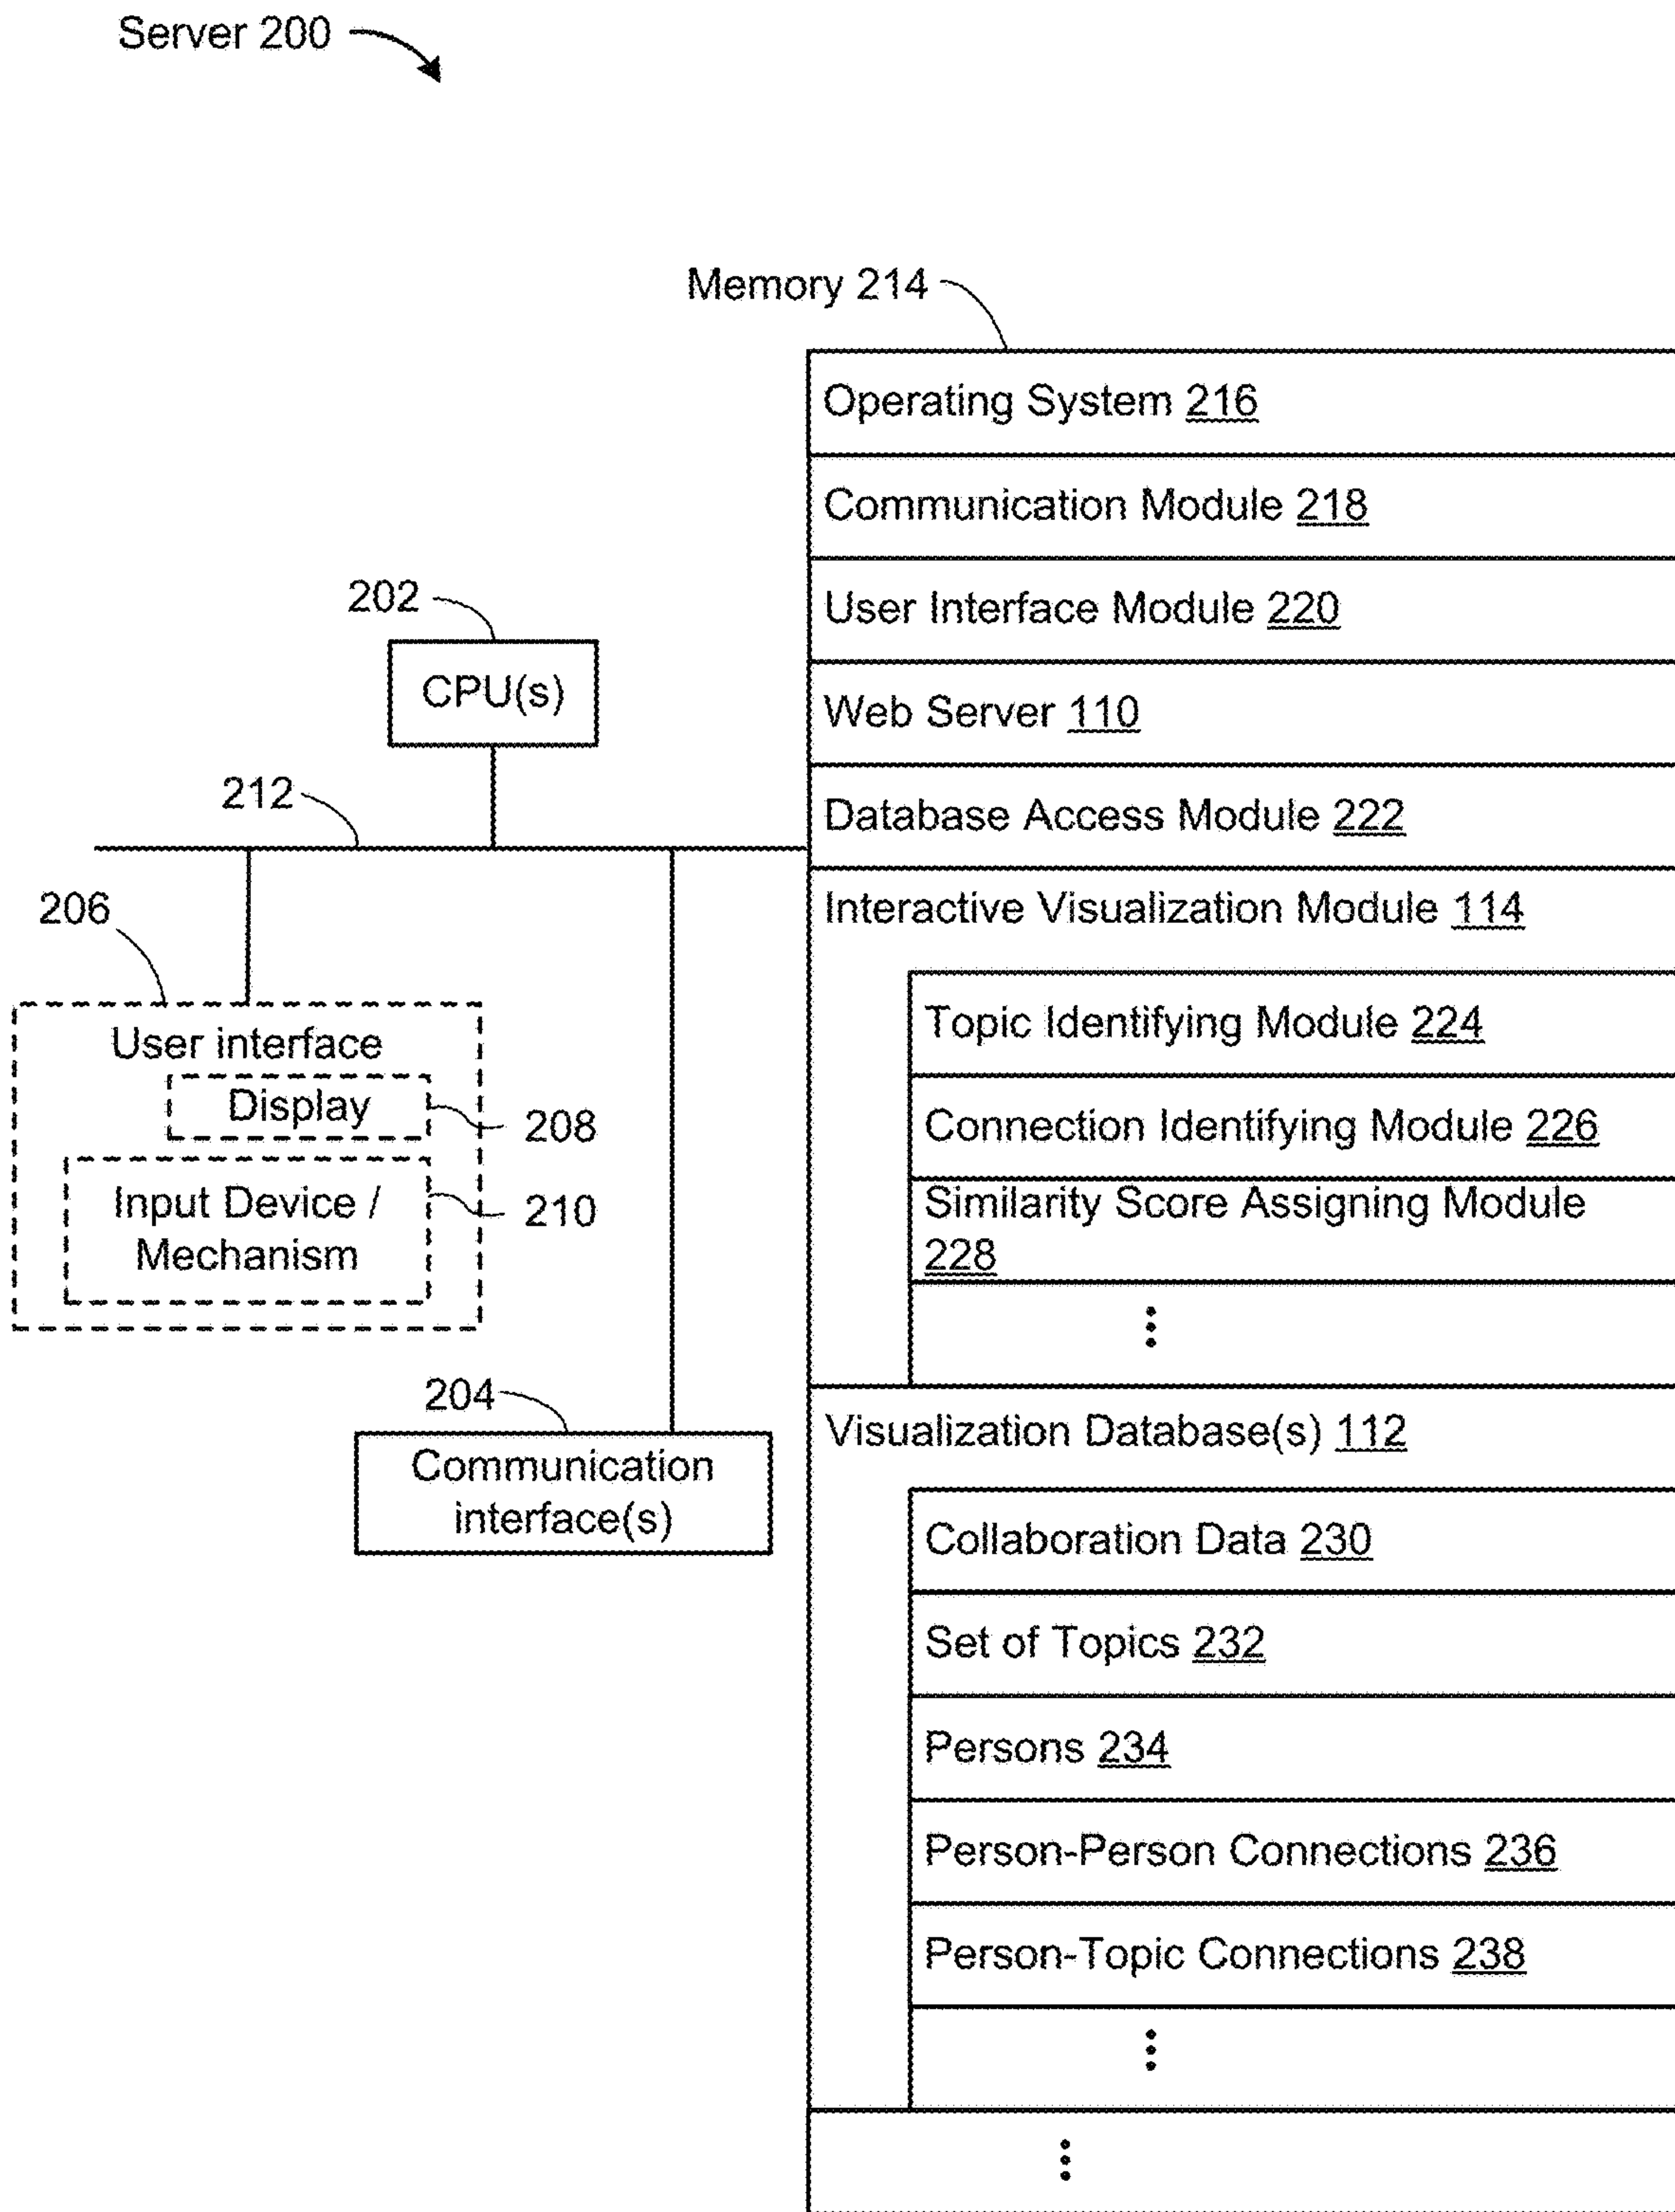 Server 200
Memory 214
Operating System 216
Communication Module 218
202
User Interface Module 220
CPU(s)
Web Server 110
212
Database Access Module 222
206
Interactive Visualization Module 114
User interface
Topic Identifying Module 224
Display
208
Connection Identifying Module 226
Input Device /
Mechanism
210
Similarity Score Assigning Module
228
204
Communication
interface(s)
Visualization Database(s) 112
Collaboration Data 230
Set of Topics 232
Persons 234
Person-Person Connections 236
Person-Topic Connections 238